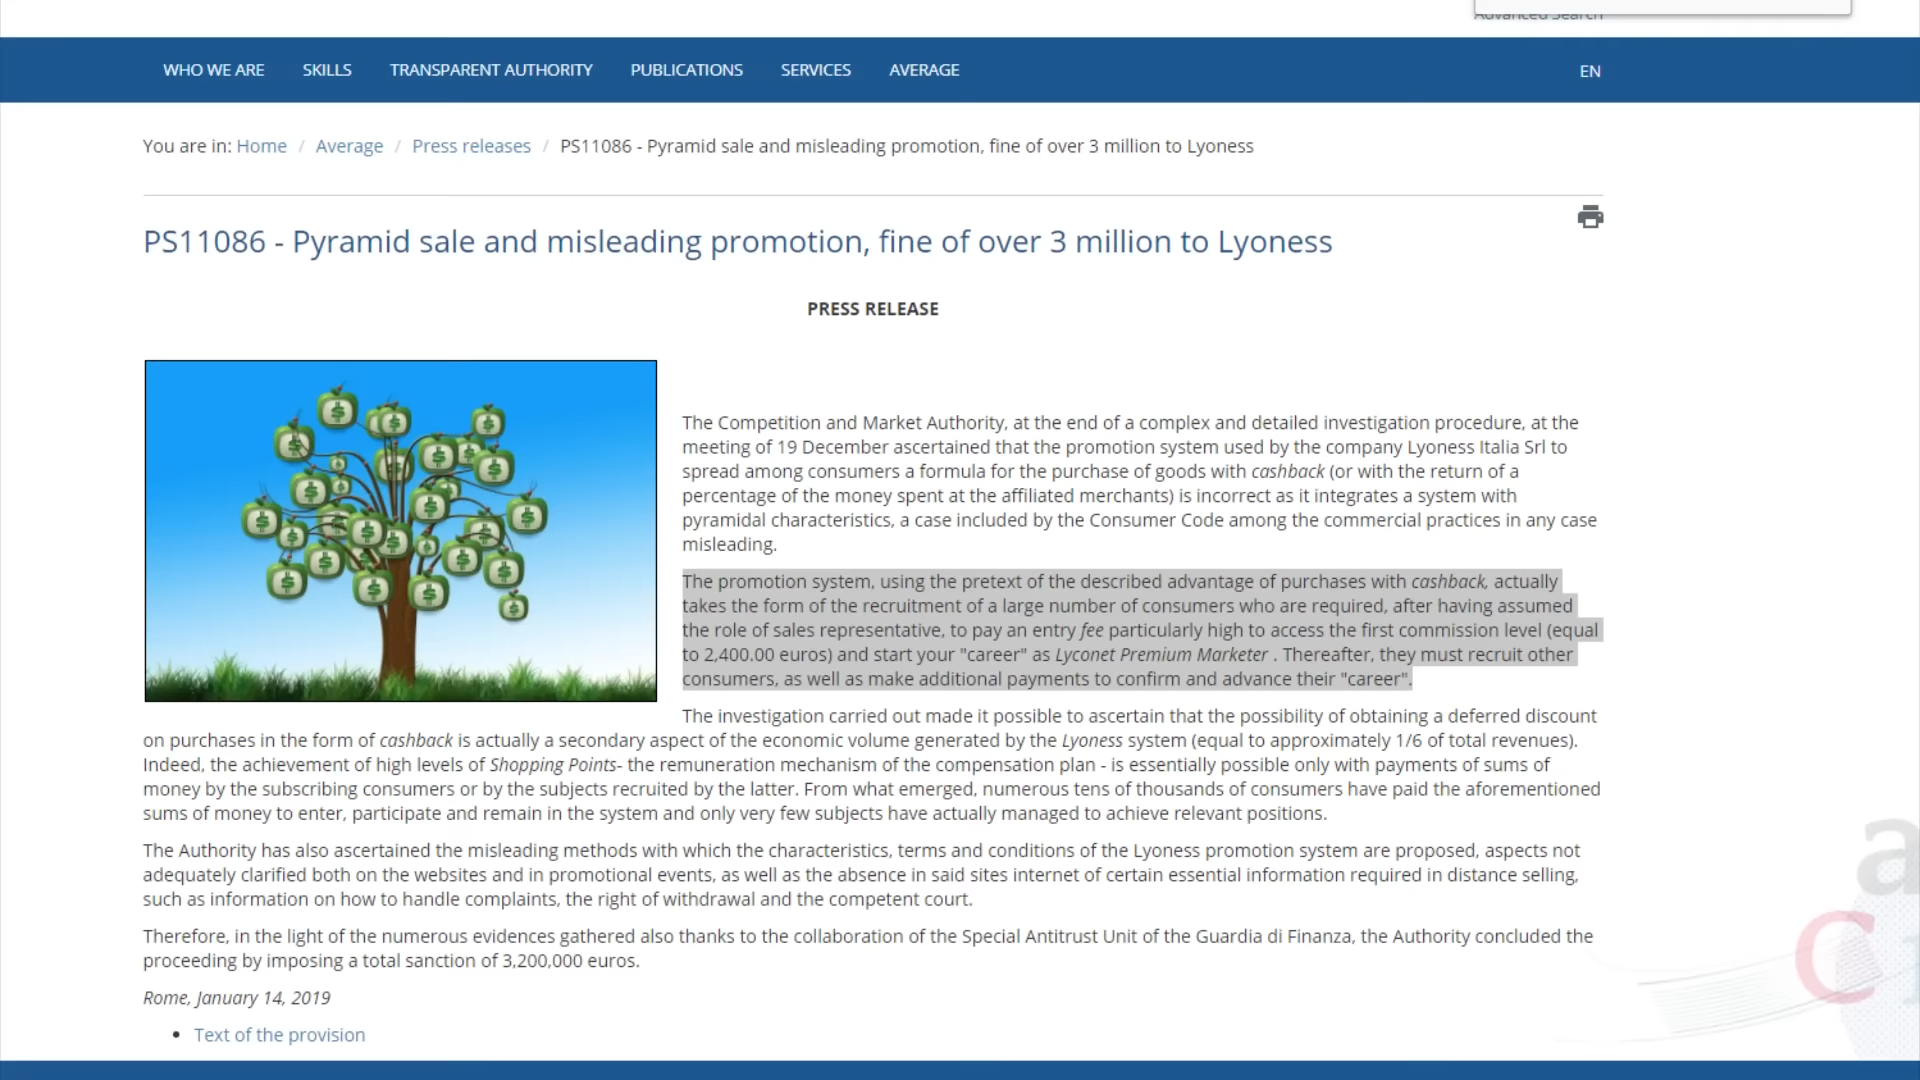 Advanced Search
WHO WE ARE SKILLS TRANSPARENT AUTHORITY PUBLICATIONS SERVICES AVERAGE EN
You are in: Home / Average / Press releases / PS11086 - Pyramid sale and misleading promotion, fine of over 3 million to Lyoness
PS11086 - Pyramid sale and misleading promotion, fine of over 3 million to Lyoness
PRESS RELEASE
The Competition and Market Authority, at the end of a complex and detailed investigation procedure, at the
meeting of 19 December ascertained that the promotion system used by the company Lyoness Italia Srl to
spread among consumers a formula for the purchase of goods with cashback (or with the return of a
percentage of the money spent at the affiliated merchants) is incorrect as it integrates a system with
pyramidal characteristics, a case included by the Consumer Code among the commercial practices in any case
misleading.
The promotion system, using the pretext of the described advantage of purchases with cashback, actually
takes the form of the recruitment of a large number of consumers who are required, after having assumed
the role of sales representative, to pay an entry fee particularly high to access the first commission level (equal
to 2,400.00 euros) and start your "career" as Lyconet Premium Marketer . Thereafter, they must recruit other
consumers, as well as make additional payments to confirm and advance their "career".
The investigation carried out made it possible to ascertain that the possibility of obtaining a deferred discount
on purchases in the form of cashback is actually a secondary aspect of the economic volume generated by the Lyoness system (equal to approximately 1/6 of total revenues).
Indeed, the achievement of high levels of Shopping Points- the remuneration mechanism of the compensation plan - is essentially possible only with payments of sums of
money by the subscribing consumers or by the subjects recruited by the latter. From what emerged, numerous tens of thousands of consumers have paid the aforementioned
sums of money to enter, participate and remain in the system and only very few subjects have actually managed to achieve relevant positions.
The Authority has also ascertained the misleading methods with which the characteristics, terms and conditions of the Lyoness promotion system are proposed, aspects not
adequately clarified both on the websites and in promotional events, as well as the absence in said sites internet of certain essential information required in distance selling,
such as information on how to handle complaints, the right of withdrawal and the competent court.
Therefore, in the light of the numerous evidences gathered also thanks to the collaboration of the Special Antitrust Unit of the Guardia di Finanza, the Authority concluded the
proceeding by imposing a total sanction of 3,200,000 euros.
Rome, January 14, 2019
• Text of the provision